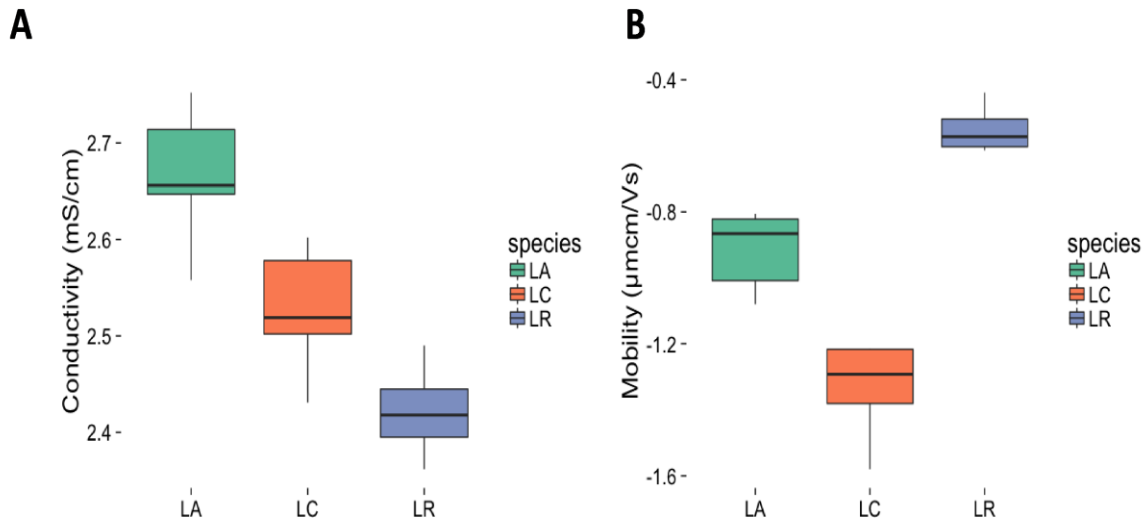 A
Conductivity (mS/cm)
2.7
2.6
2.5
2.4
LA
LC
LR
species
LA
LC
LR
B
Mobility (µmcm/Vs)
-0.4
-0.8
-1.2
-1.6
LA
LC
LR
species
LA
LC
LR